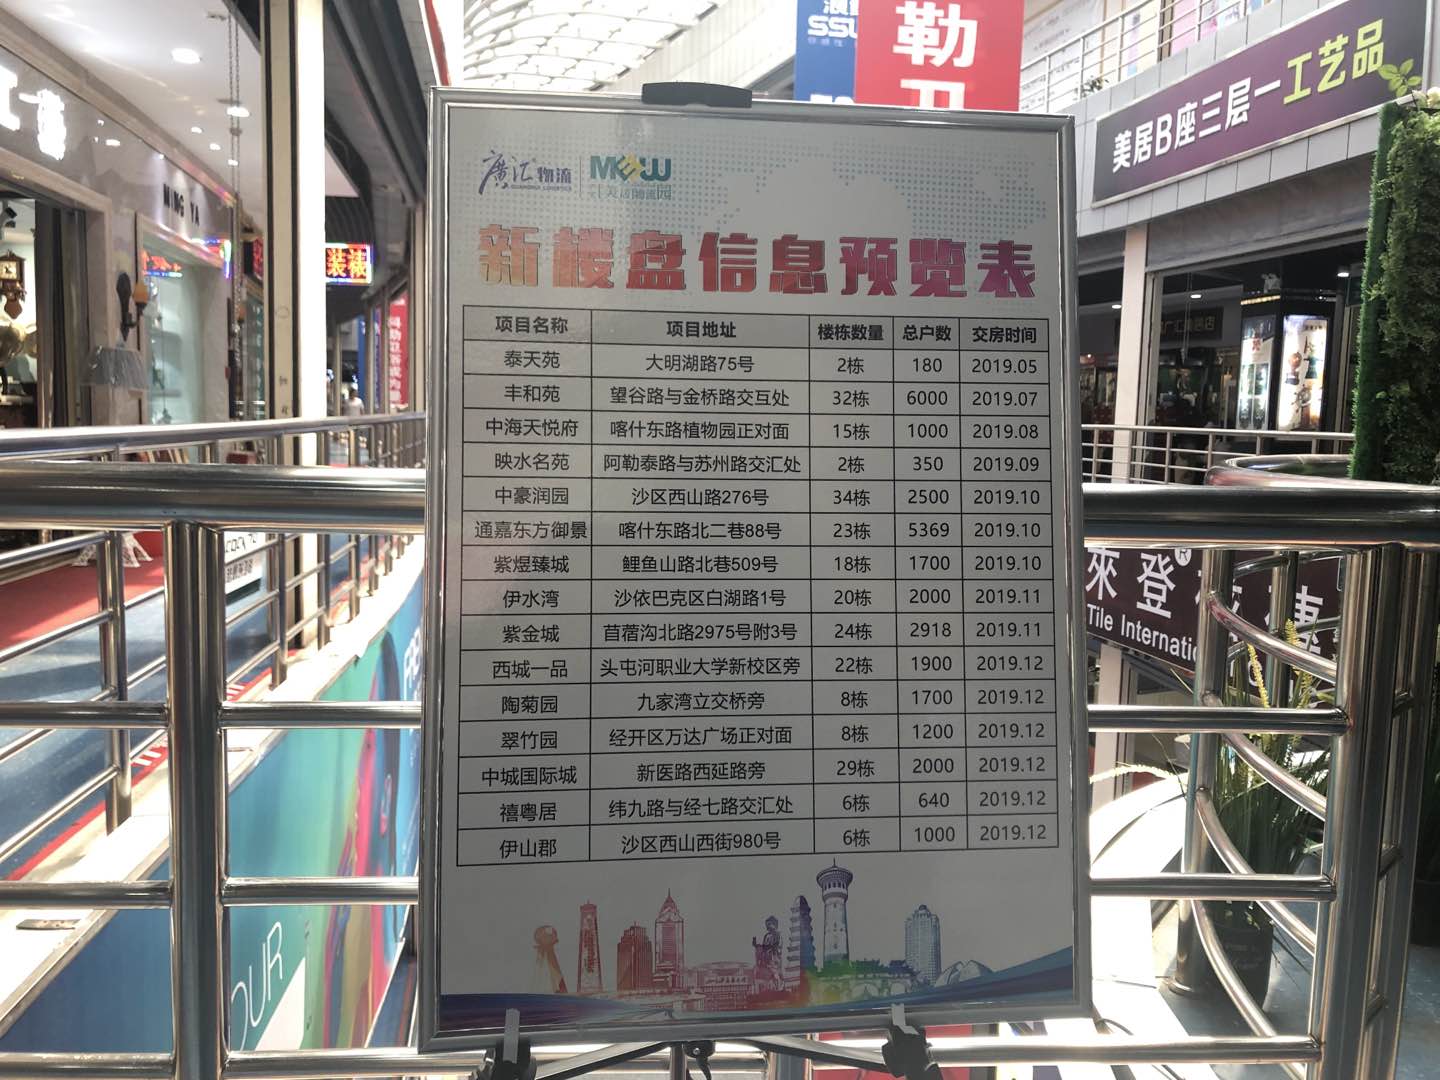 勒
美居B座三层一工艺品
MING YA
装裱
廣汇物流
GUANGHUI LOGISTICS
美居物流园
新楼盘信息预览表
项目名称 项目地址 楼栋数量 总户数 交房时间
泰天苑 大明湖路75号 2栋 180 2019.05
丰和苑 望谷路与金桥路交互处 32栋 6000 2019.07
中海天悦府 喀什东路植物园正对面 15栋 1000 2019.08
映水名苑 阿勒泰路与苏州路交汇处 2栋 350 2019.09
中豪润园 沙区西山路276号 34栋 2500 2019.10
通嘉东方御景 喀什东路北二巷88号 23栋 5369 2019.10
紫煜臻城 鲤鱼山路北巷509号 18栋 1700 2019.10
伊水湾 沙依巴克区白湖路1号 20栋 2000 2019.11
紫金城 苜蓿沟北路2975号附3号 24栋 2918 2019.11
西城一品 头屯河职业大学新校区旁 22栋 1900 2019.12
陶菊园 九家湾立交桥旁 8栋 1700 2019.12
翠竹园 经开区万达广场正对面 8栋 1200 2019.12
中城国际城 新医路西延路旁 29栋 2000 2019.12
禧粤居 纬九路与经七路交汇处 6栋 640 2019.12
伊山郡 沙区西山西街980号 6栋 1000 2019.12
來登
Tile Internatio
OUR